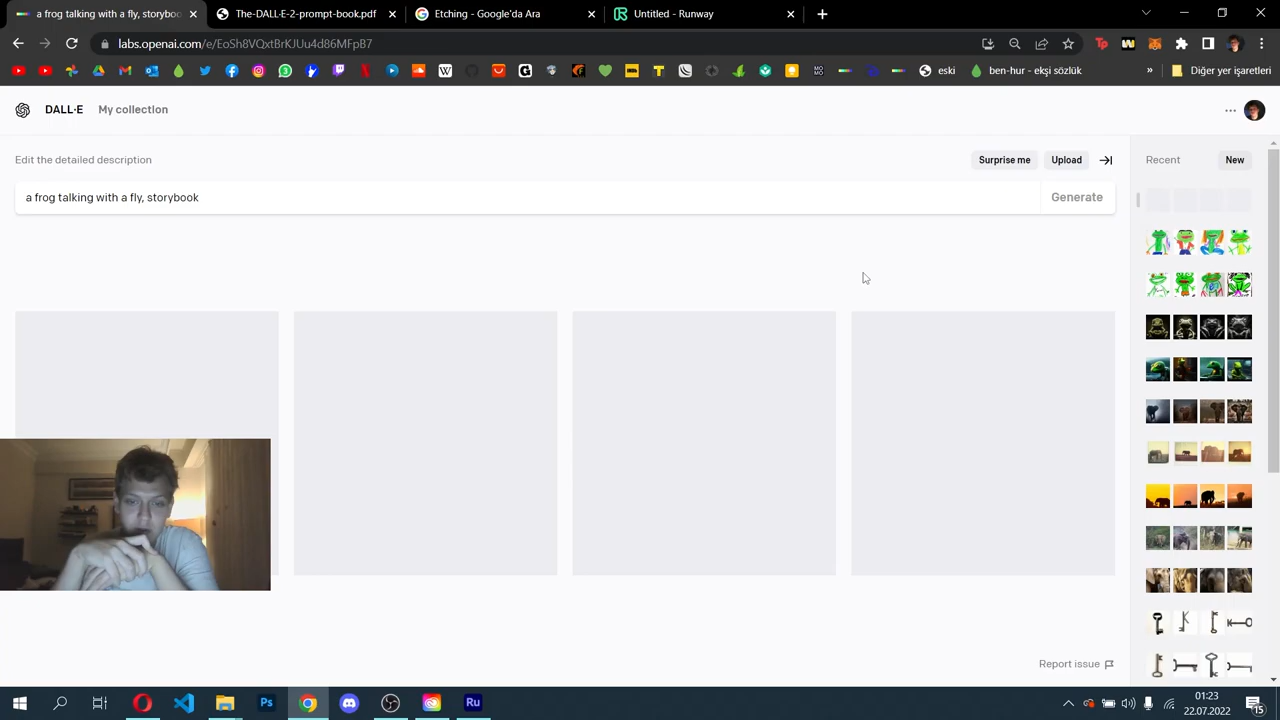 a frog talking with a fly, storyb
The-DALL·E-2-prompt-book.pdf
Etching - Google'da Ara
Untitled - Runway
labs.openai.com/e/EoSh8VQxtBrKJUu4d86MFpB7
eski
ben-hur - ekşi sözlük
Diğer yer işaretleri
DALL·E
My collection
Edit the detailed description
Surprise me
Upload
Recent
New
a frog talking with a fly, storybook
Generate
Report issue
01:23
22.07.2022
15